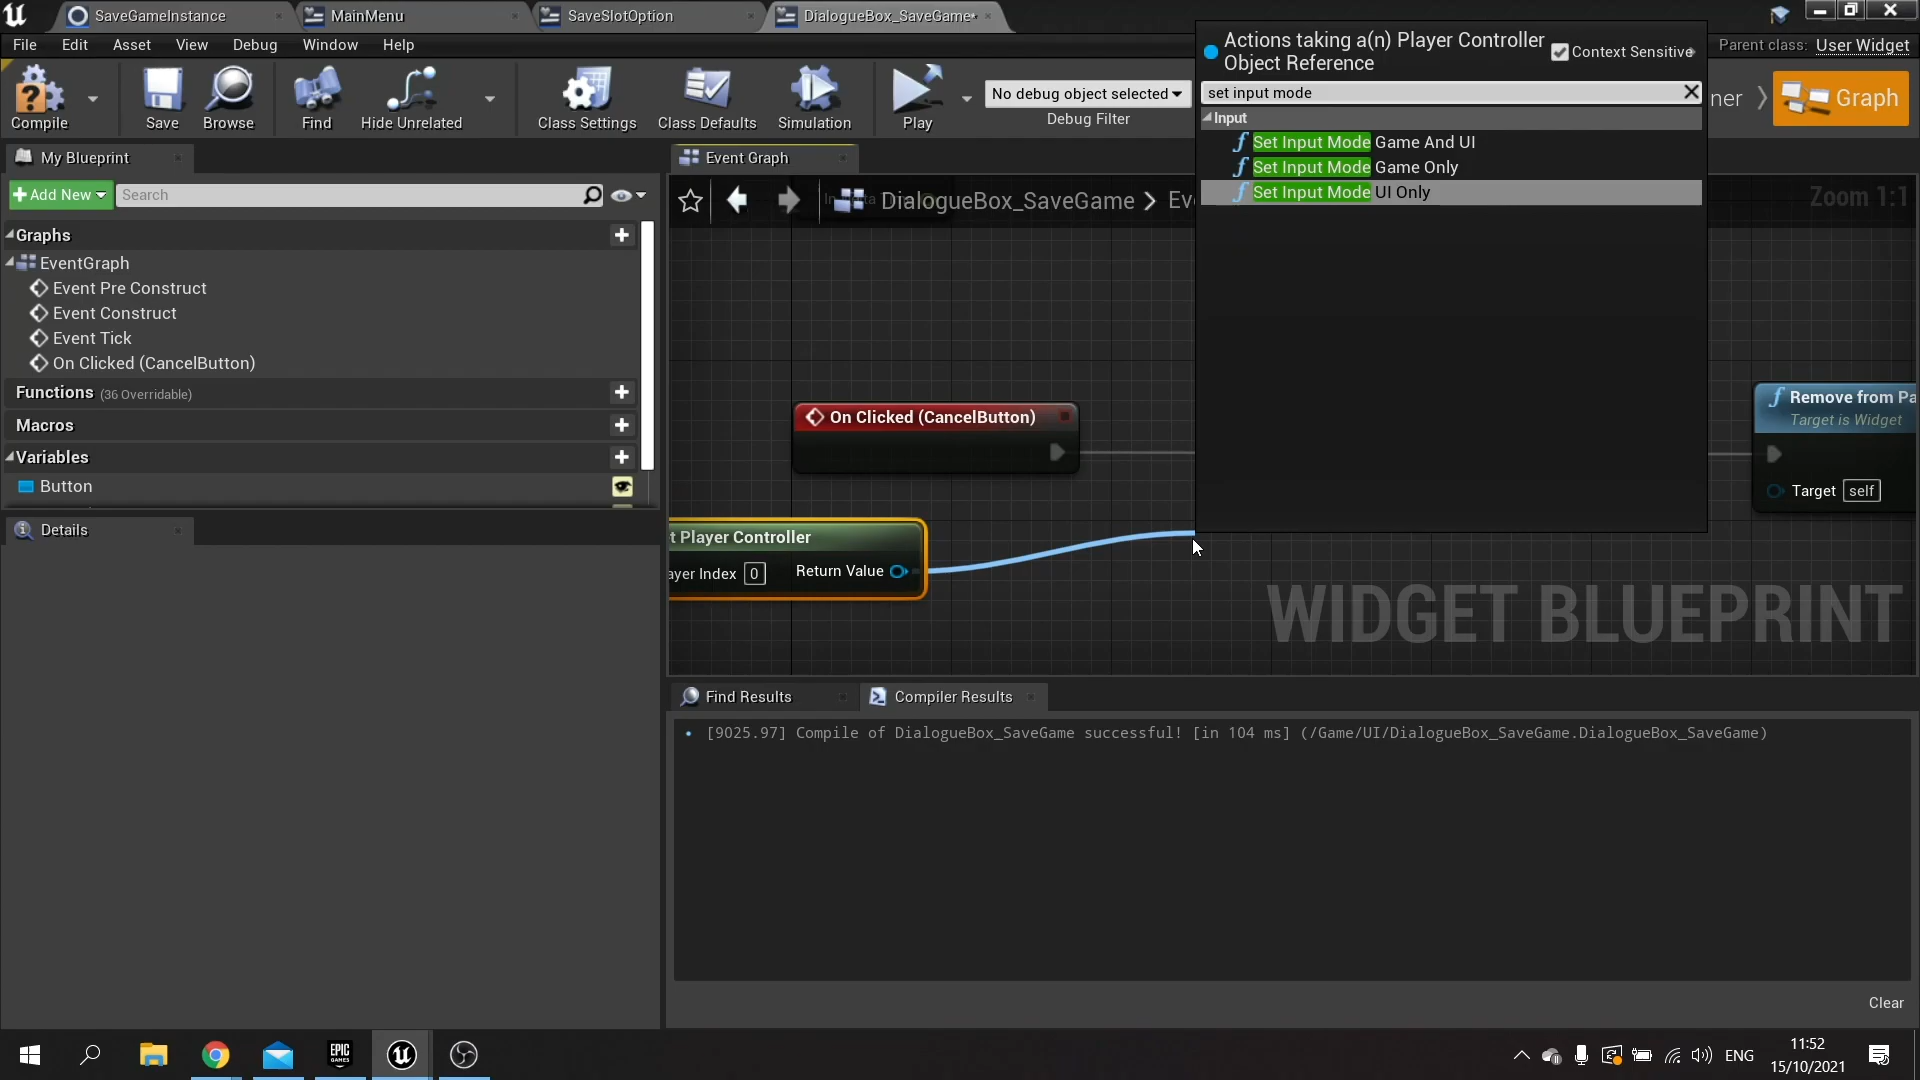 SaveGameInstance
MainMenu
SaveSlotOption
DialogueBox_SaveGame*
File Edit Asset View Debug Window Help
Parent class: User Widget
Compile
Save
Browse
Find
Hide Unrelated
Class Settings
Class Defaults
Simulation
Play
No debug object selected
Debug Filter
ner
Graph
Actions taking a(n) Player Controller
Object Reference
Context Sensitive
set input mode
Input
Set Input Mode Game And UI
Set Input Mode Game Only
Set Input Mode UI Only
My Blueprint
Add New
Search
Graphs
EventGraph
Event Pre Construct
Event Construct
Event Tick
On Clicked (CancelButton)
Functions (36 Overridable)
Macros
Variables
Button
Details
Event Graph
DialogueBox_SaveGame > Ev
Zoom 1:1
On Clicked (CancelButton)
t Player Controller
ayer Index 0
Return Value
Remove from Pa
Target is Widget
Target self
WIDGET BLUEPRINT
Find Results
Compiler Results
[9025.97] Compile of DialogueBox_SaveGame successful! [in 104 ms] (/Game/UI/DialogueBox_SaveGame.DialogueBox_SaveGame)
Clear
EPIC
GAMES
ENG
11:52
15/10/2021